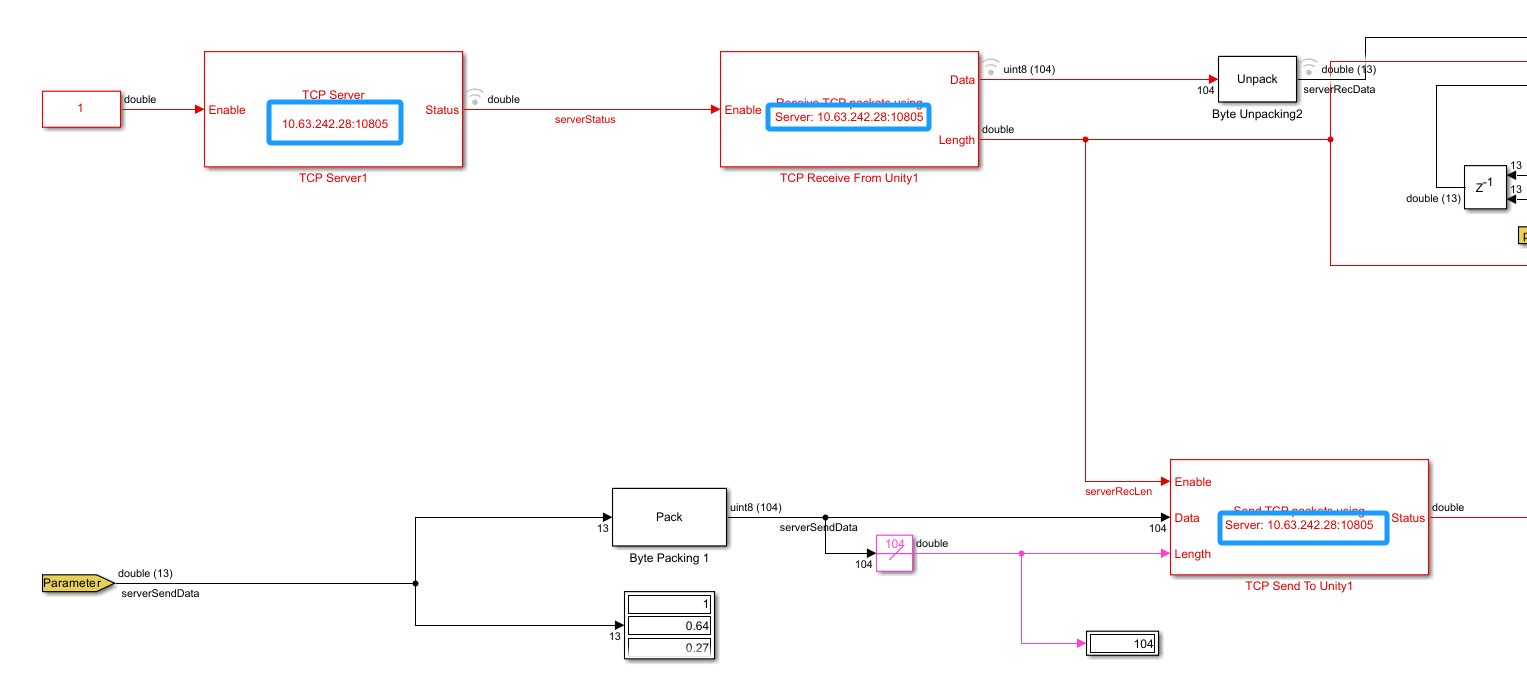 1
double
Enable
TCP Server
10.63.242.28:10805
Status
TCP Server1
double
serverStatus
Enable
Receive TCP packets using
Server: 10.63.242.28:10805
Data
Length
TCP Receive From Unity1
uint8 (104)
double
104
Unpack
Byte Unpacking2
double (13)
serverRecData
Z-1
13
13
double (13)
Parameter
double (13)
serverSendData
13
Pack
Byte Packing 1
uint8 (104)
serverSendData
13
1
0.64
0.27
104
104
double
104
serverRecLen
104
Enable
Data
Length
Send TCP packets using
Server: 10.63.242.28:10805
Status
TCP Send To Unity1
double